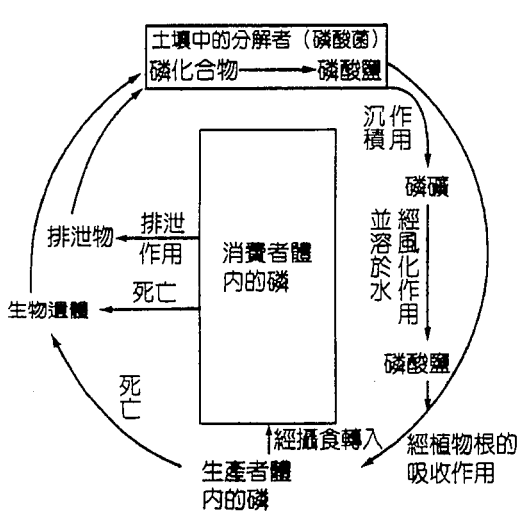 土壤中的分解者（磷酸菌）
磷化合物 磷酸鹽
沉積作用
磷礦
經風化作用並溶於水
磷酸鹽
經植物根的
吸收作用
排泄物
排泄
作用
消費者體
內的磷
死亡
生物遺體
死亡
經攝食轉入
生產者體
內的磷